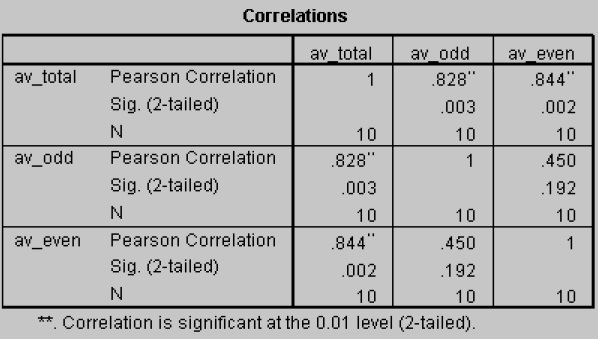 Correlations
av_total av_odd av_even
av_total Pearson Correlation 1 .828** .844**
Sig. (2-tailed) .003 .002
N 10 10 10
av_odd Pearson Correlation .828** 1 .450
Sig. (2-tailed) .003 .192
N 10 10 10
av_even Pearson Correlation .844** .450 1
Sig. (2-tailed) .002 .192
N 10 10 10
**. Correlation is significant at the 0.01 level (2-tailed).